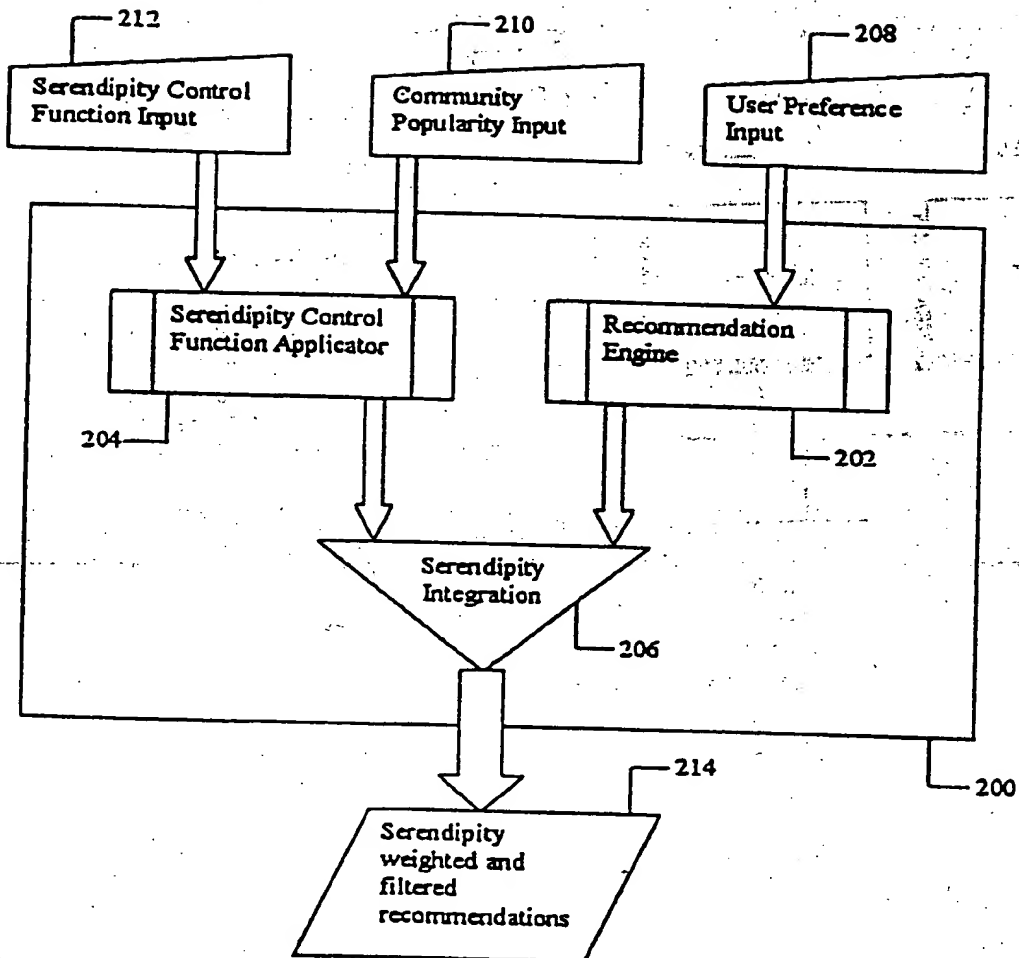 212
210
208
Serendipity Control
Function Input
Community
Popularity Input
User Preference
Input
Serendipity Control
Function Applicator
Recommendation
Engine
204
202
Serendipity
Integration
206
200
214
Serendipity
weighted and
filtered
recommendations